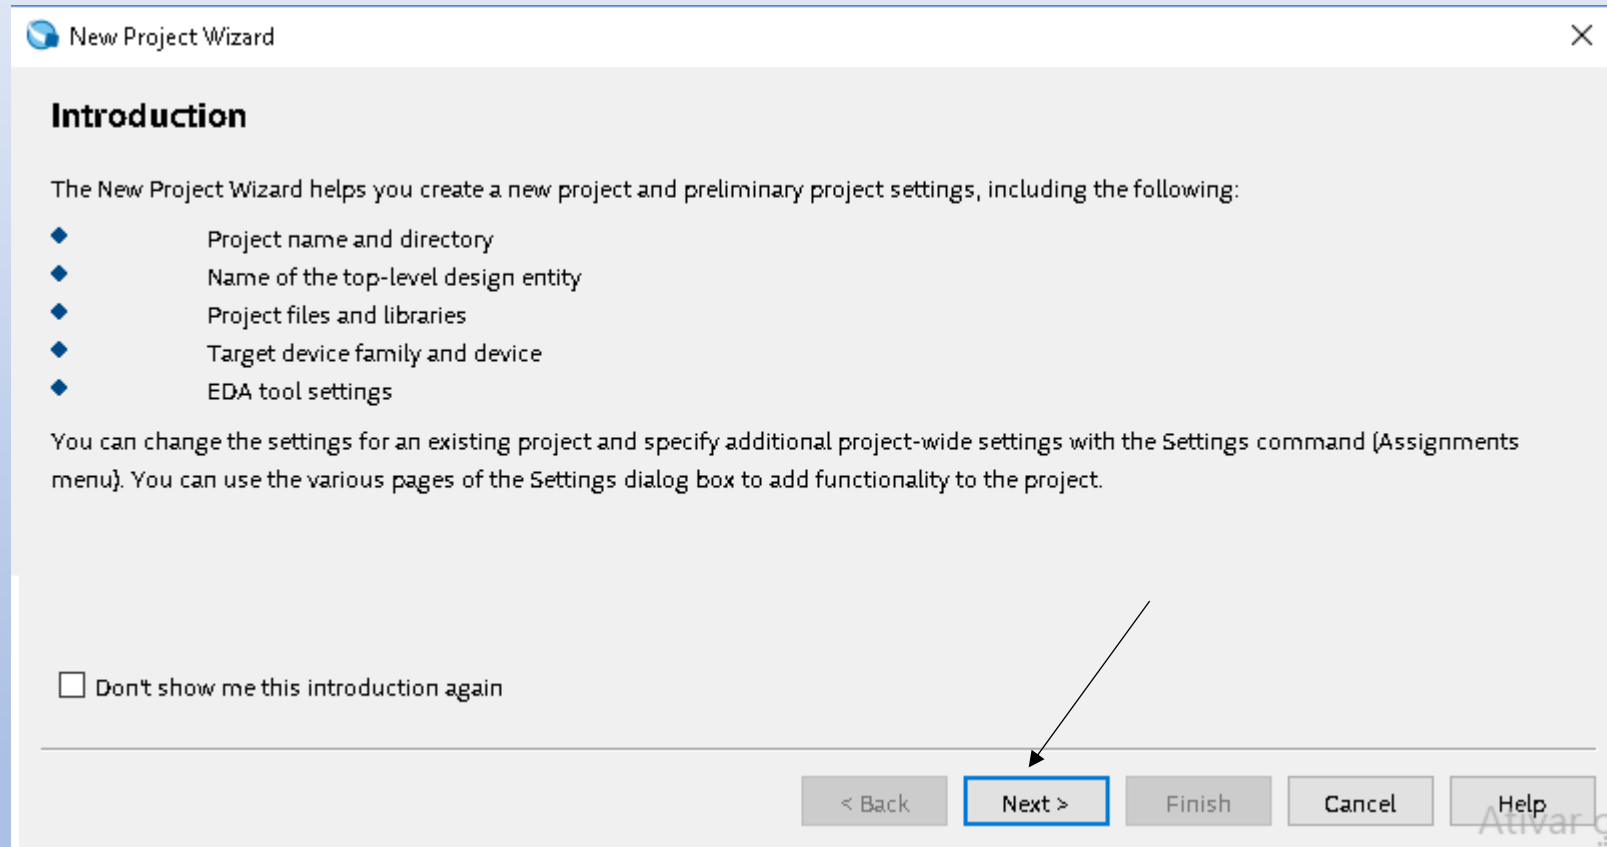 New Project Wizard
Introduction
The New Project Wizard helps you create a new project and preliminary project settings, including the following:
Project name and directory
Name of the top-level design entity
Project files and libraries
Target device family and device
EDA tool settings
You can change the settings for an existing project and specify additional project-wide settings with the Settings command (Assignments
menu). You can use the various pages of the Settings dialog box to add functionality to the project.
Don't show me this introduction again
< Back Next > Finish Cancel Help
Ativar